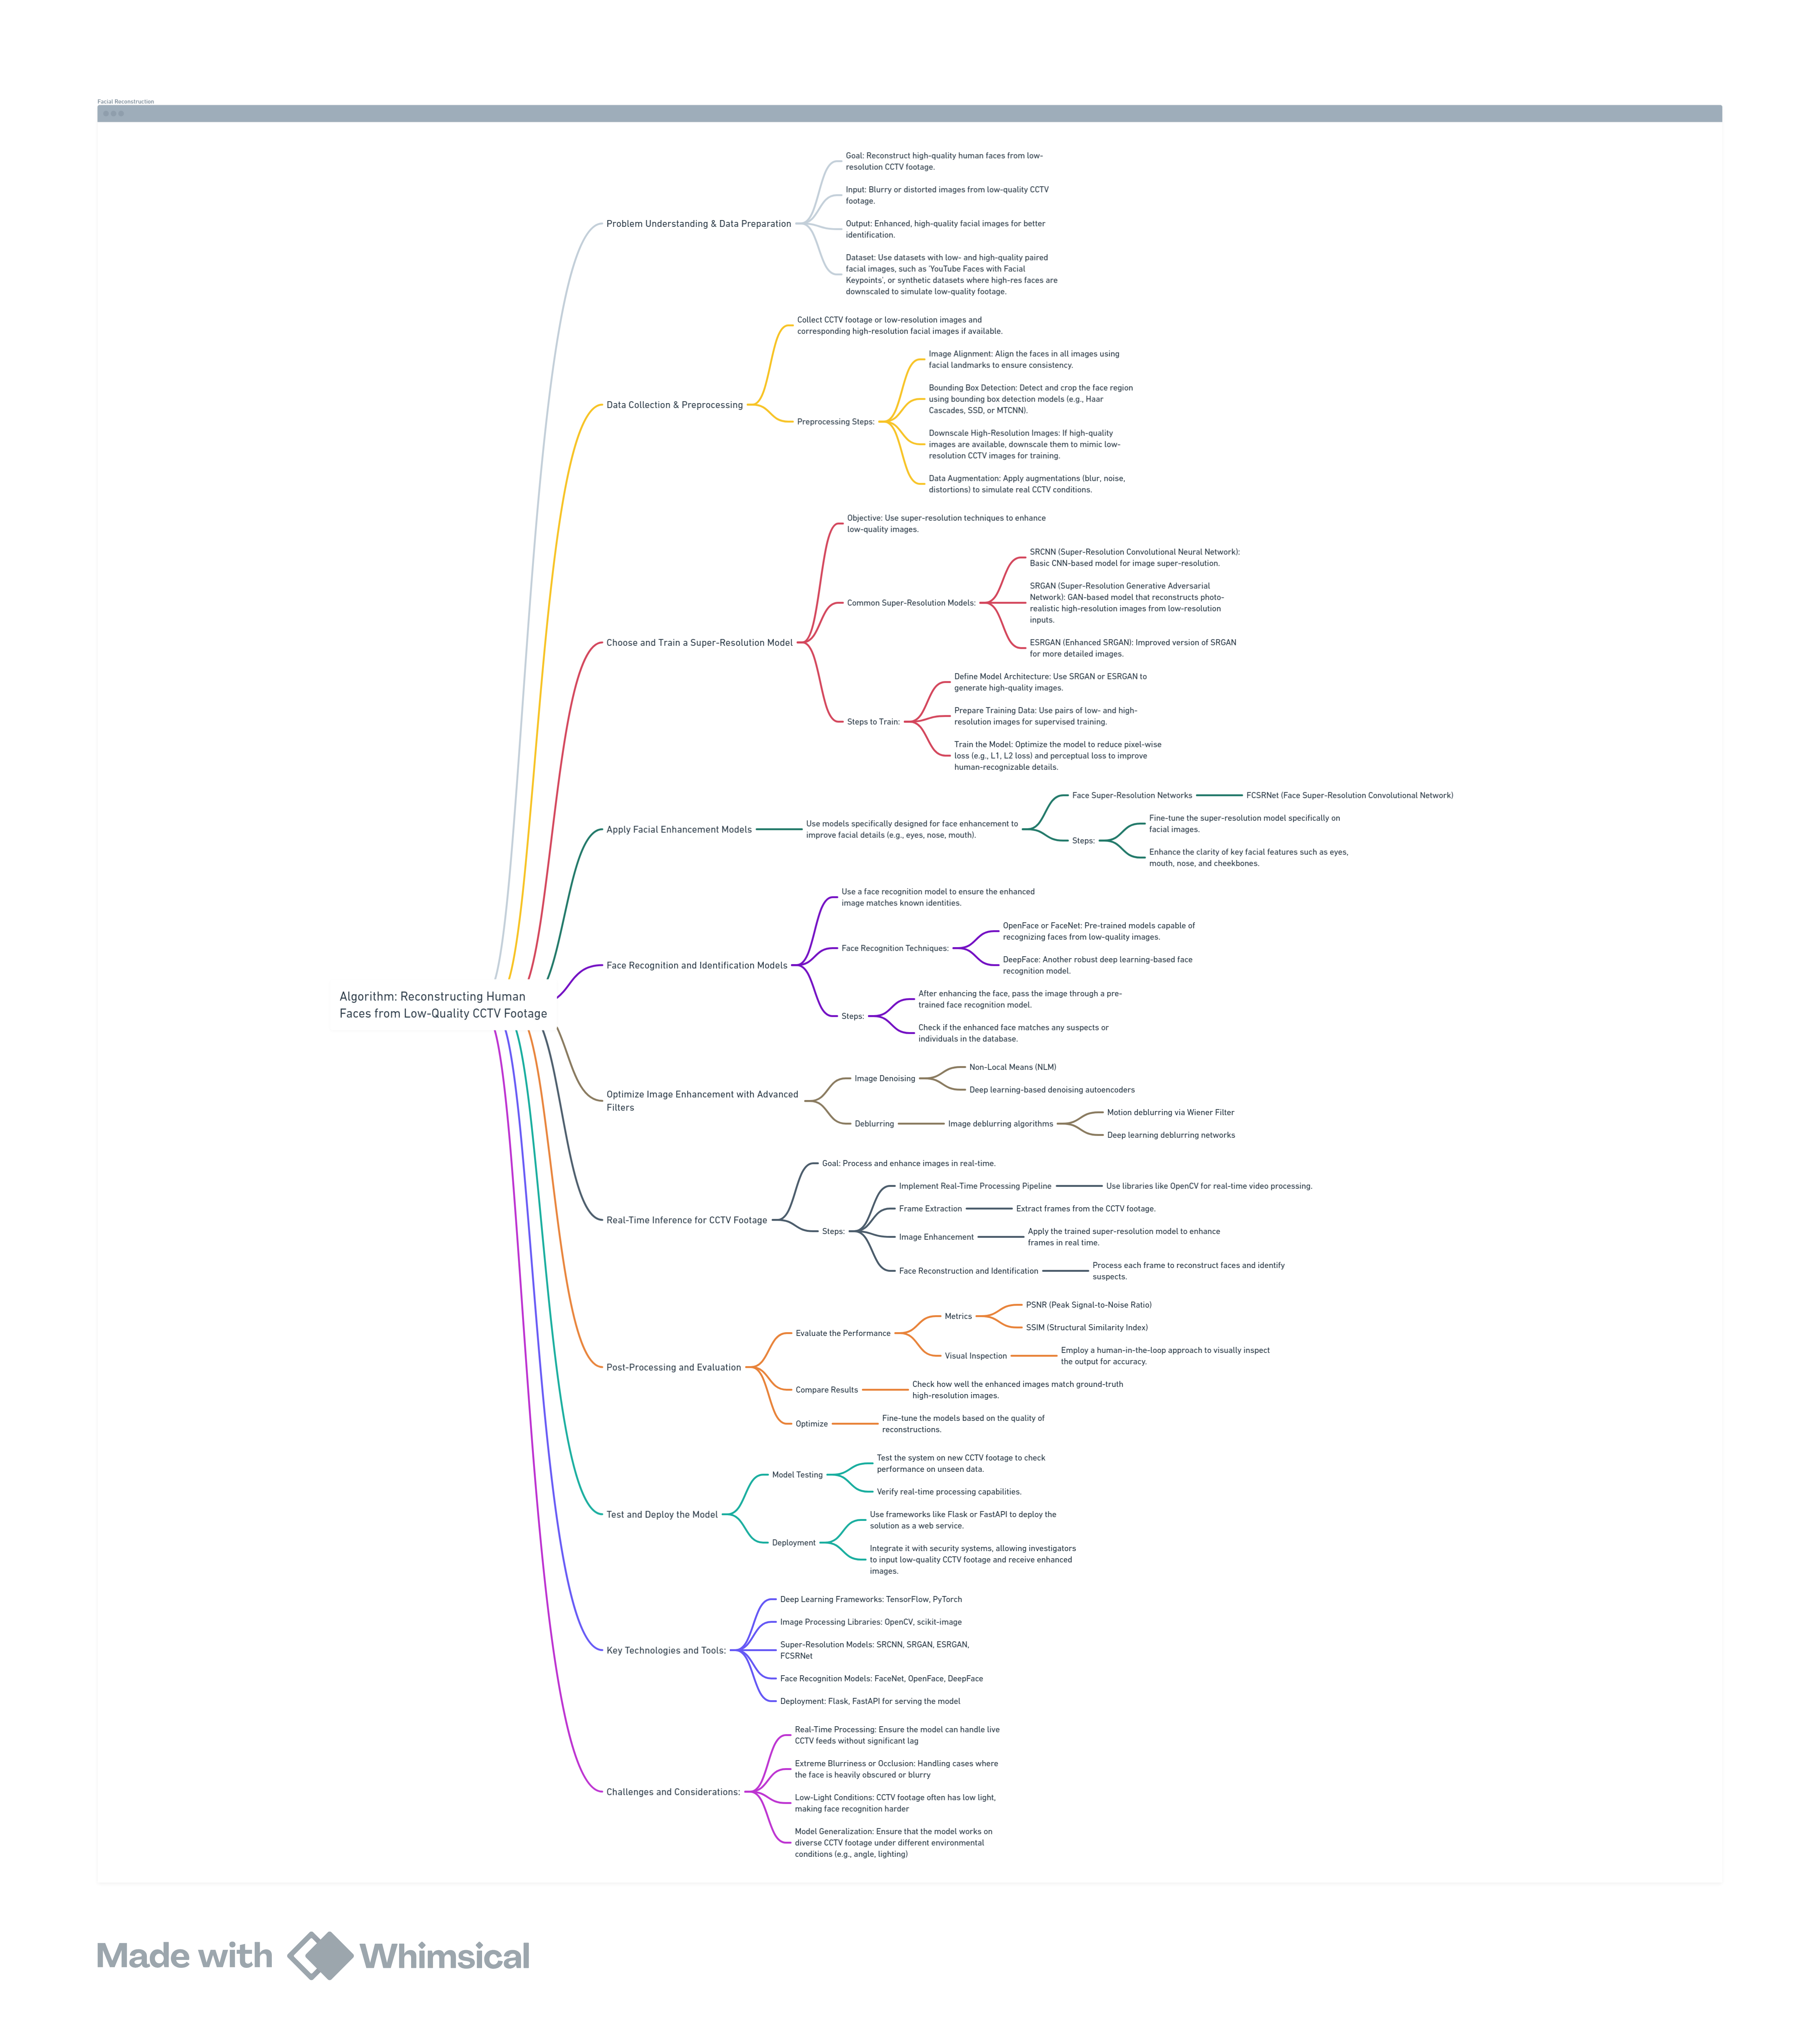 Facial Reconstruction
Goal: Reconstruct high-quality human faces from low-
resolution CCTV footage.
Input: Blurry or distorted images from low-quality CCTV
footage.
Problem Understanding & Data Preparation
Output: Enhanced, high-quality facial images for better
identification.
Dataset: Use datasets with low- and high-quality paired
facial images, such as 'YouTube Faces with Facial
Keypoints', or synthetic datasets where high-res faces are
downscaled to simulate low-quality footage.
Collect CCTV footage or low-resolution images and
corresponding high-resolution facial images if available.
Image Alignment: Align the faces in all images using
facial landmarks to ensure consistency.
Bounding Box Detection: Detect and crop the face region
using bounding box detection models (e.g., Haar
Cascades, SSD, or MTCNN).
Data Collection & Preprocessing
Preprocessing Steps:
Downscale High-Resolution Images: If high-quality
images are available, downscale them to mimic low-
resolution CCTV images for training.
Data Augmentation: Apply augmentations (blur, noise,
distortions) to simulate real CCTV conditions.
Objective: Use super-resolution techniques to enhance
low-quality images.
SRCNN (Super-Resolution Convolutional Neural Network):
Basic CNN-based model for image super-resolution.
Common Super-Resolution Models:
SRGAN (Super-Resolution Generative Adversarial
Network): GAN-based model that reconstructs photo-
realistic high-resolution images from low-resolution
inputs.
Choose and Train a Super-Resolution Model
ESRGAN (Enhanced SRGAN): Improved version of SRGAN
for more detailed images.
Define Model Architecture: Use SRGAN or ESRGAN to
generate high-quality images.
Steps to Train:
Prepare Training Data: Use pairs of low- and high-
resolution images for supervised training.
Train the Model: Optimize the model to reduce pixel-wise
loss (e.g., L1, L2 loss) and perceptual loss to improve
human-recognizable details.
Apply Facial Enhancement Models
Use models specifically designed for face enhancement to
improve facial details (e.g., eyes, nose, mouth).
Face Super-Resolution Networks
FCSRNet (Face Super-Resolution Convolutional Network)
Steps:
Fine-tune the super-resolution model specifically on
facial images.
Enhance the clarity of key facial features such as eyes,
mouth, nose, and cheekbones.
Use a face recognition model to ensure the enhanced
image matches known identities.
Face Recognition and Identification Models
Face Recognition Techniques:
OpenFace or FaceNet: Pre-trained models capable of
recognizing faces from low-quality images.
DeepFace: Another robust deep learning-based face
recognition model.
Steps:
After enhancing the face, pass the image through a pre-
trained face recognition model.
Check if the enhanced face matches any suspects or
individuals in the database.
Algorithm: Reconstructing Human
Faces from Low-Quality CCTV Footage
Optimize Image Enhancement with Advanced
Filters
Image Denoising
Non-Local Means (NLM)
Deep learning-based denoising autoencoders
Deblurring
Image deblurring algorithms
Motion deblurring via Wiener Filter
Deep learning deblurring networks
Real-Time Inference for CCTV Footage
Goal: Process and enhance images in real-time.
Steps:
Implement Real-Time Processing Pipeline
Use libraries like OpenCV for real-time video processing.
Frame Extraction
Extract frames from the CCTV footage.
Image Enhancement
Apply the trained super-resolution model to enhance
frames in real time.
Face Reconstruction and Identification
Process each frame to reconstruct faces and identify
suspects.
Post-Processing and Evaluation
Evaluate the Performance
Metrics
PSNR (Peak Signal-to-Noise Ratio)
SSIM (Structural Similarity Index)
Visual Inspection
Employ a human-in-the-loop approach to visually inspect
the output for accuracy.
Compare Results
Check how well the enhanced images match ground-truth
high-resolution images.
Optimize
Fine-tune the models based on the quality of
reconstructions.
Test and Deploy the Model
Model Testing
Test the system on new CCTV footage to check
performance on unseen data.
Verify real-time processing capabilities.
Deployment
Use frameworks like Flask or FastAPI to deploy the
solution as a web service.
Integrate it with security systems, allowing investigators
to input low-quality CCTV footage and receive enhanced
images.
Key Technologies and Tools:
Deep Learning Frameworks: TensorFlow, PyTorch
Image Processing Libraries: OpenCV, scikit-image
Super-Resolution Models: SRCNN, SRGAN, ESRGAN,
FCSRNet
Face Recognition Models: FaceNet, OpenFace, DeepFace
Deployment: Flask, FastAPI for serving the model
Challenges and Considerations:
Real-Time Processing: Ensure the model can handle live
CCTV feeds without significant lag
Extreme Blurriness or Occlusion: Handling cases where
the face is heavily obscured or blurry
Low-Light Conditions: CCTV footage often has low light,
making face recognition harder
Model Generalization: Ensure that the model works on
diverse CCTV footage under different environmental
conditions (e.g., angle, lighting)
Made with Whimsical